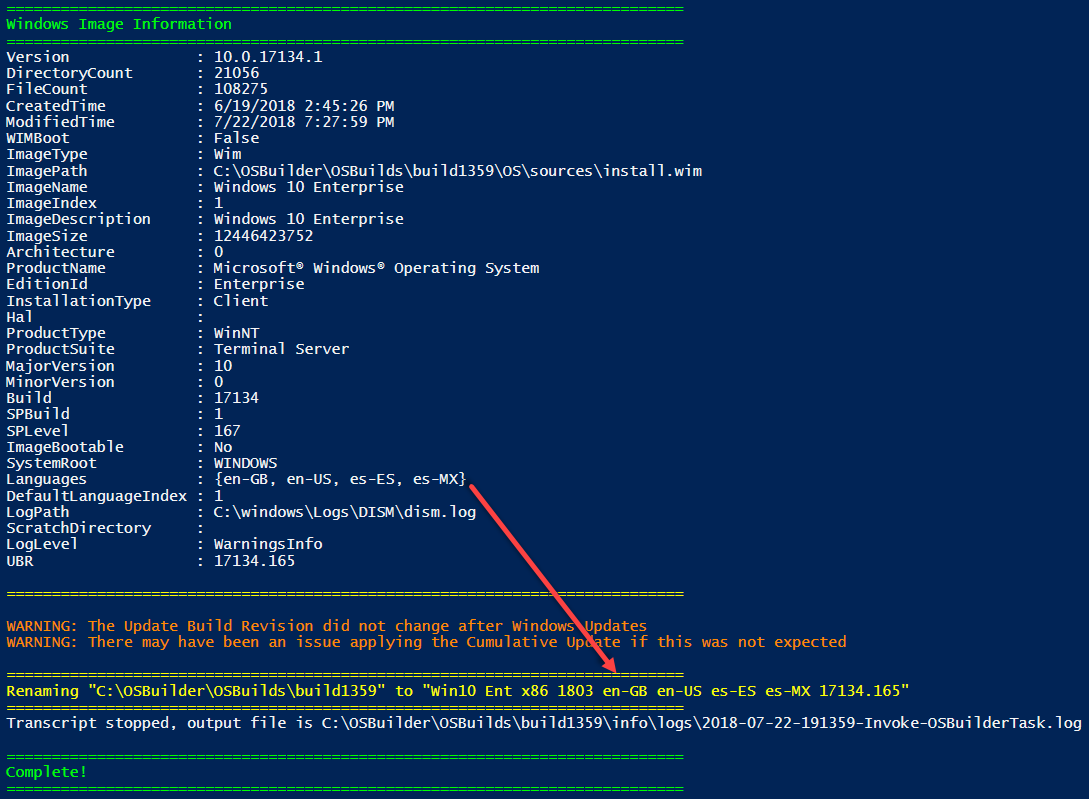 ===========================================================================
Windows Image Information
===========================================================================
Version              : 10.0.17134.1
DirectoryCount       : 21056
FileCount            : 108275
CreatedTime          : 6/19/2018 2:45:26 PM
ModifiedTime         : 7/22/2018 7:27:59 PM
WIMBoot              : False
ImageType            : Wim
ImagePath            : C:\OSBuilder\OSBuilds\build1359\OS\sources\install.wim
ImageName            : Windows 10 Enterprise
ImageIndex           : 1
ImageDescription     : Windows 10 Enterprise
ImageSize            : 12446423752
Architecture         : 0
ProductName          : Microsoft® Windows® Operating System
EditionId            : Enterprise
InstallationType     : Client
Hal                  :
ProductType          : WinNT
ProductSuite         : Terminal Server
MajorVersion         : 10
MinorVersion         : 0
Build                : 17134
SPBuild              : 1
SPLevel              : 167
ImageBootable        : No
SystemRoot           : WINDOWS
Languages            : {en-GB, en-US, es-ES, es-MX}
DefaultLanguageIndex : 1
LogPath              : C:\windows\Logs\DISM\dism.log
ScratchDirectory     :
LogLevel             : WarningsInfo
UBR                  : 17134.165
===========================================================================
WARNING: The Update Build Revision did not change after Windows Updates
WARNING: There may have been an issue applying the Cumulative Update if this was not expected
===========================================================================
Renaming "C:\OSBuilder\OSBuilds\build1359" to "Win10 Ent x86 1803 en-GB en-US es-ES es-MX 17134.165"
===========================================================================
Transcript stopped, output file is C:\OSBuilder\OSBuilds\build1359\info\logs\2018-07-22-191359-Invoke-OSBuilderTask.log
===========================================================================
Complete!
===========================================================================